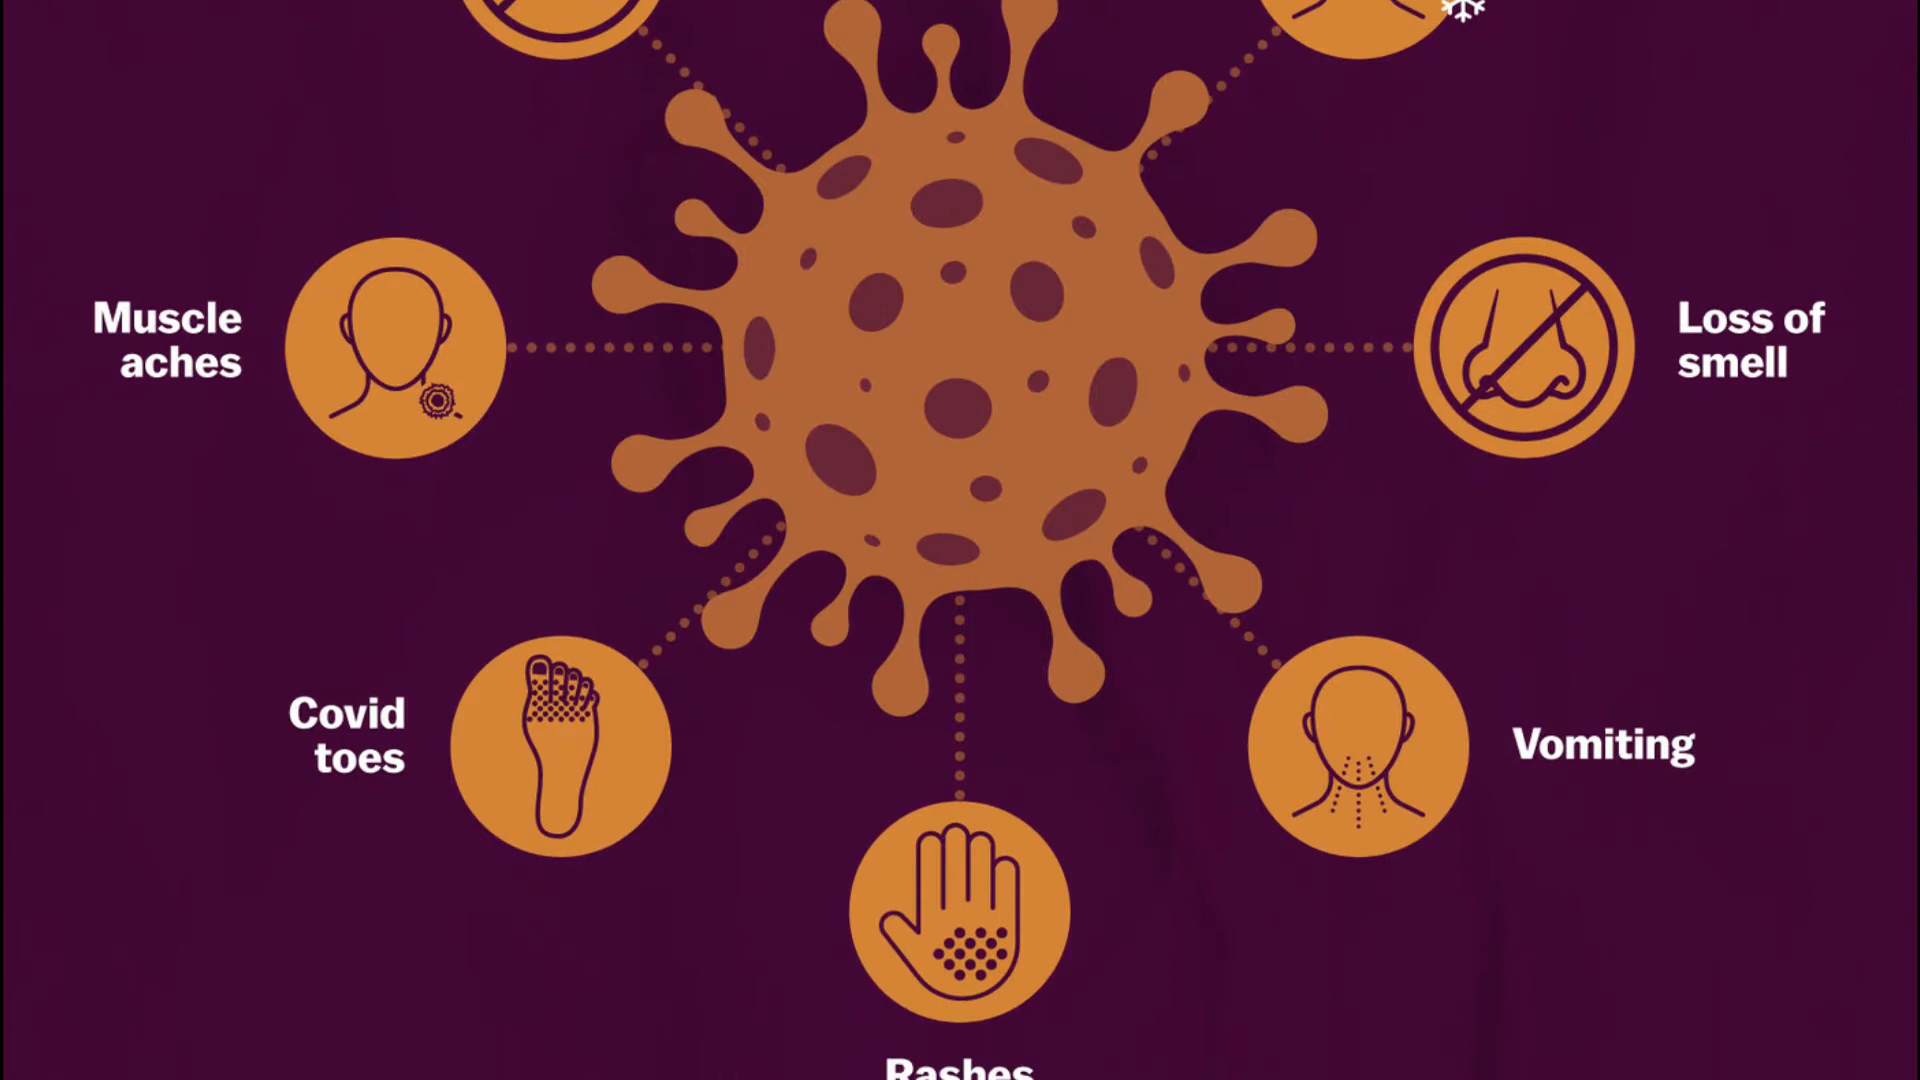 Muscle
aches
Loss of
smell
Covid
toes
Vomiting
Rashes